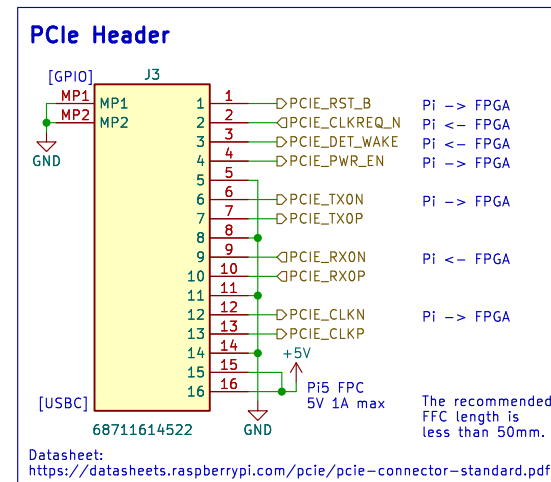 PCIe Header
[GPIO] J3
MP1 MP1 1 1 PCIE_RST_B Pi -> FPGA
MP2 MP2 2 2 PCIE_CLKREQ_N Pi <- FPGA
3 3 PCIE_DET_WAKE Pi <- FPGA
GND 4 4 PCIE_PWR_EN Pi -> FPGA
5 5
6 6 PCIE_TX0N Pi -> FPGA
7 7 PCIE_TX0P
8 8
9 9 PCIE_RX0N Pi <- FPGA
10 10 PCIE_RX0P
11 11
12 12 PCIE_CLKN Pi -> FPGA
13 13 PCIE_CLKP
14 14 +5V
15 15
16 16 Pi5 FPC
5V 1A max
[USBC]
68711614522 GND
The recommended
FFC length is
less than 50mm.
Datasheet:
https://datasheets.raspberrypi.com/pcie/pcie-connector-standard.pdf